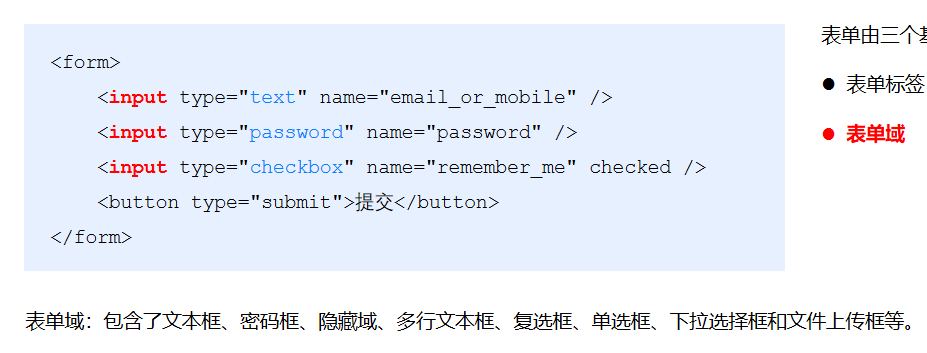 <form>
<input type="text" name="email_or_mobile" />
<input type="password" name="password" />
<input type="checkbox" name="remember_me" checked />
<button type="submit">提交</button>
</form>
表单域：包含了文本框、密码框、隐藏域、多行文本框、复选框、单选框、下拉选择框和文件上传框等。
表单由三个
● 表单标签
● 表单域